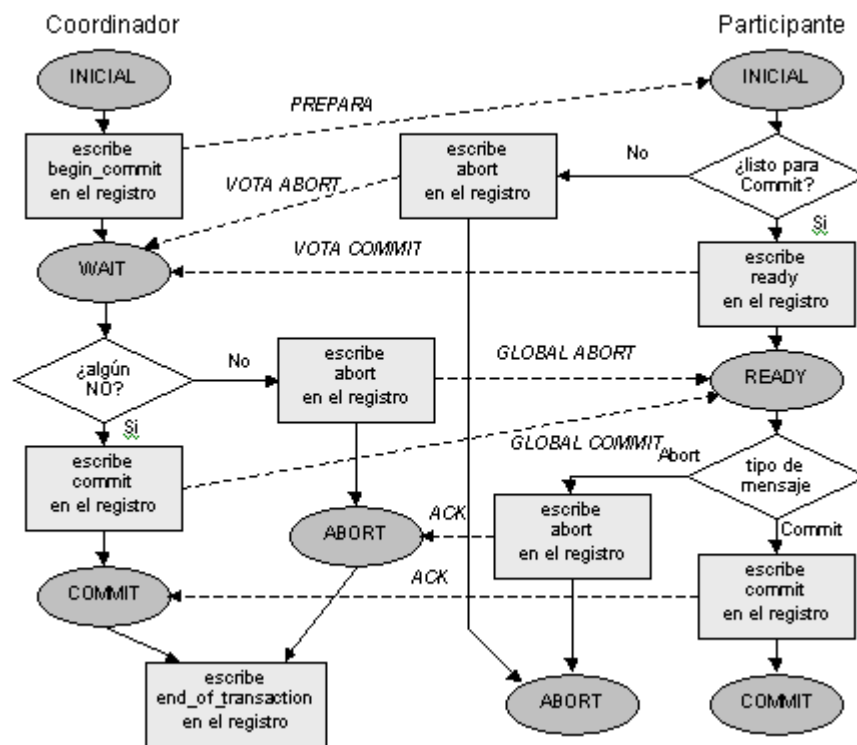 Coordinador
Participante
INICIAL
INICIAL
PREPARA
escribe
begin_commit
en el registro
escribe
abort
en el registro
No
¿listo para
Commit?
VOTA ABORT
Si
WAIT
VOTA COMMIT
escribe
ready
en el registro
¿algún
NO?
No
escribe
abort
en el registro
GLOBAL ABORT
READY
Si
escribe
commit
en el registro
GLOBAL COMMIT
Abort
tipo de
mensaje
ABORT
ACK
escribe
abort
en el registro
Commit
COMMIT
ACK
escribe
commit
en el registro
escribe
end_of_transaction
en el registro
ABORT
COMMIT